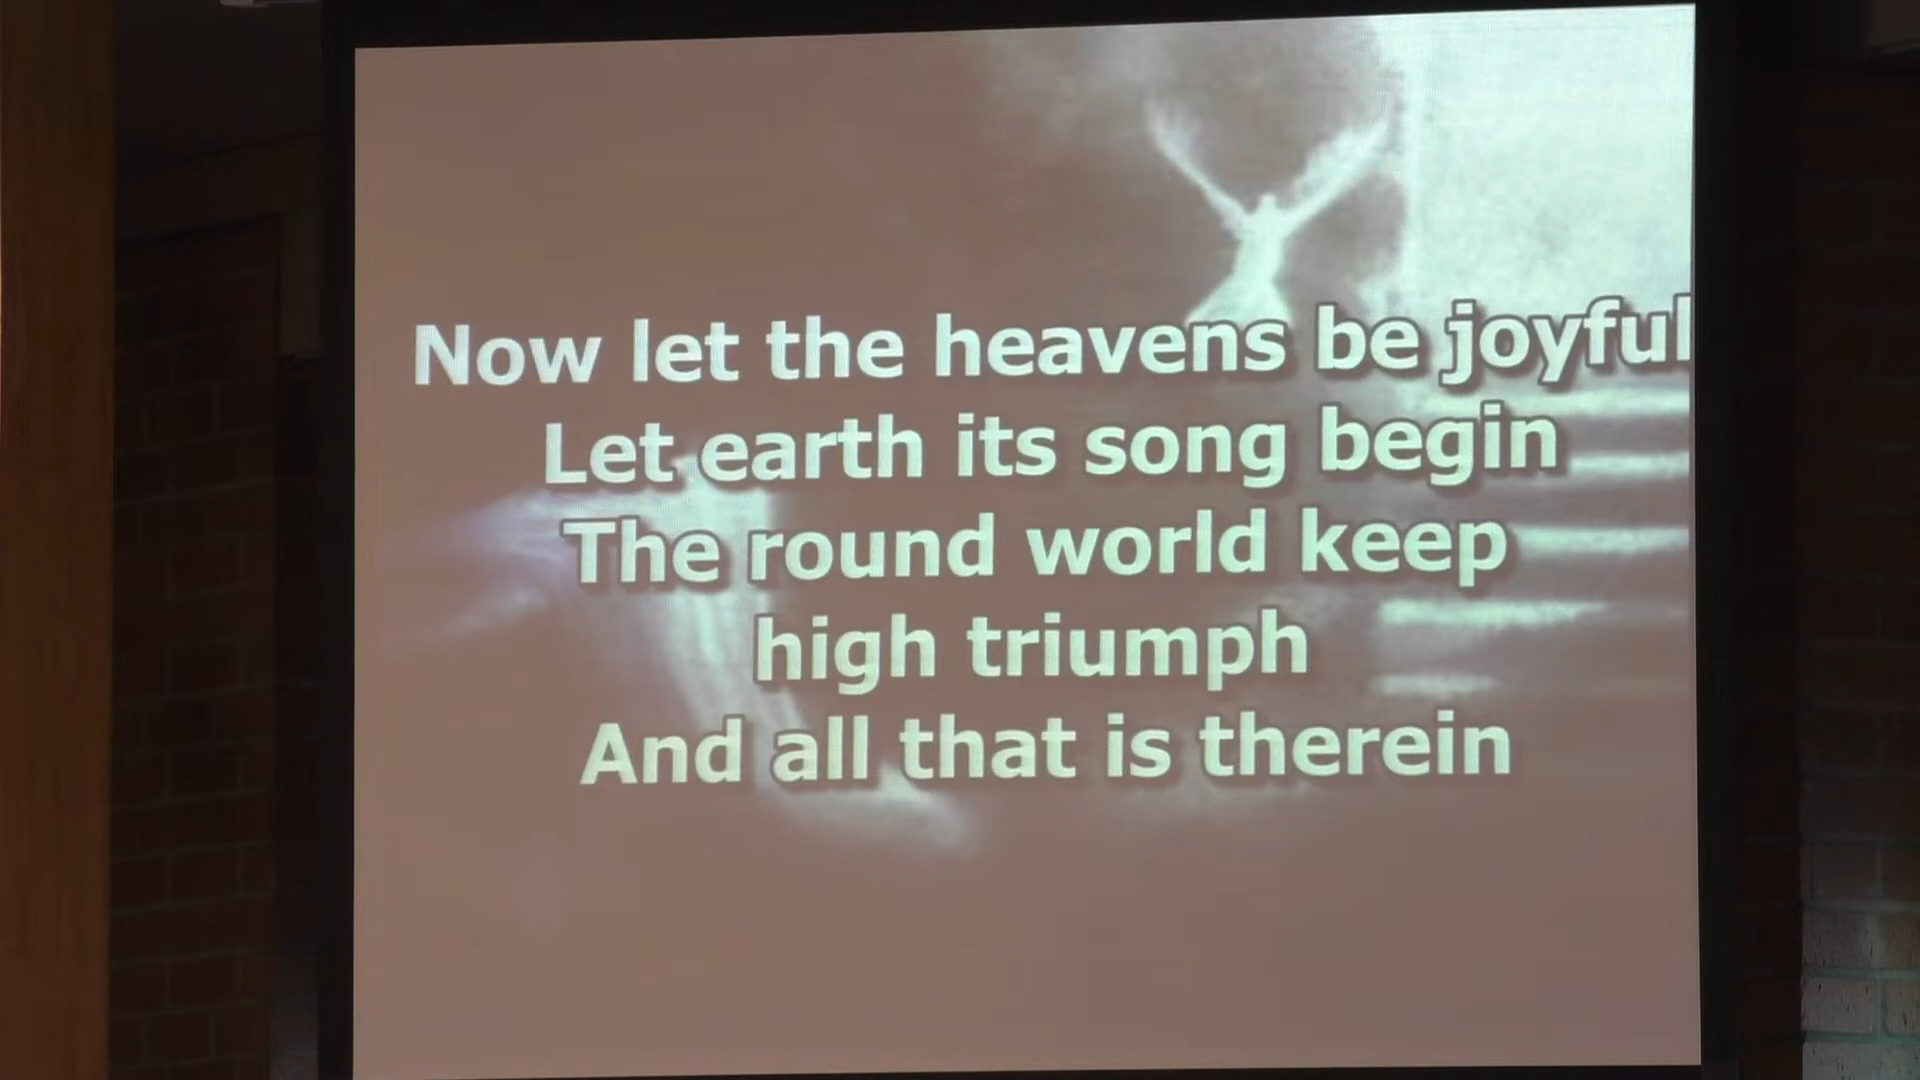 Now let the heavens be joyful
Let earth its song begin
The round world keep
high triumph
And all that is therein